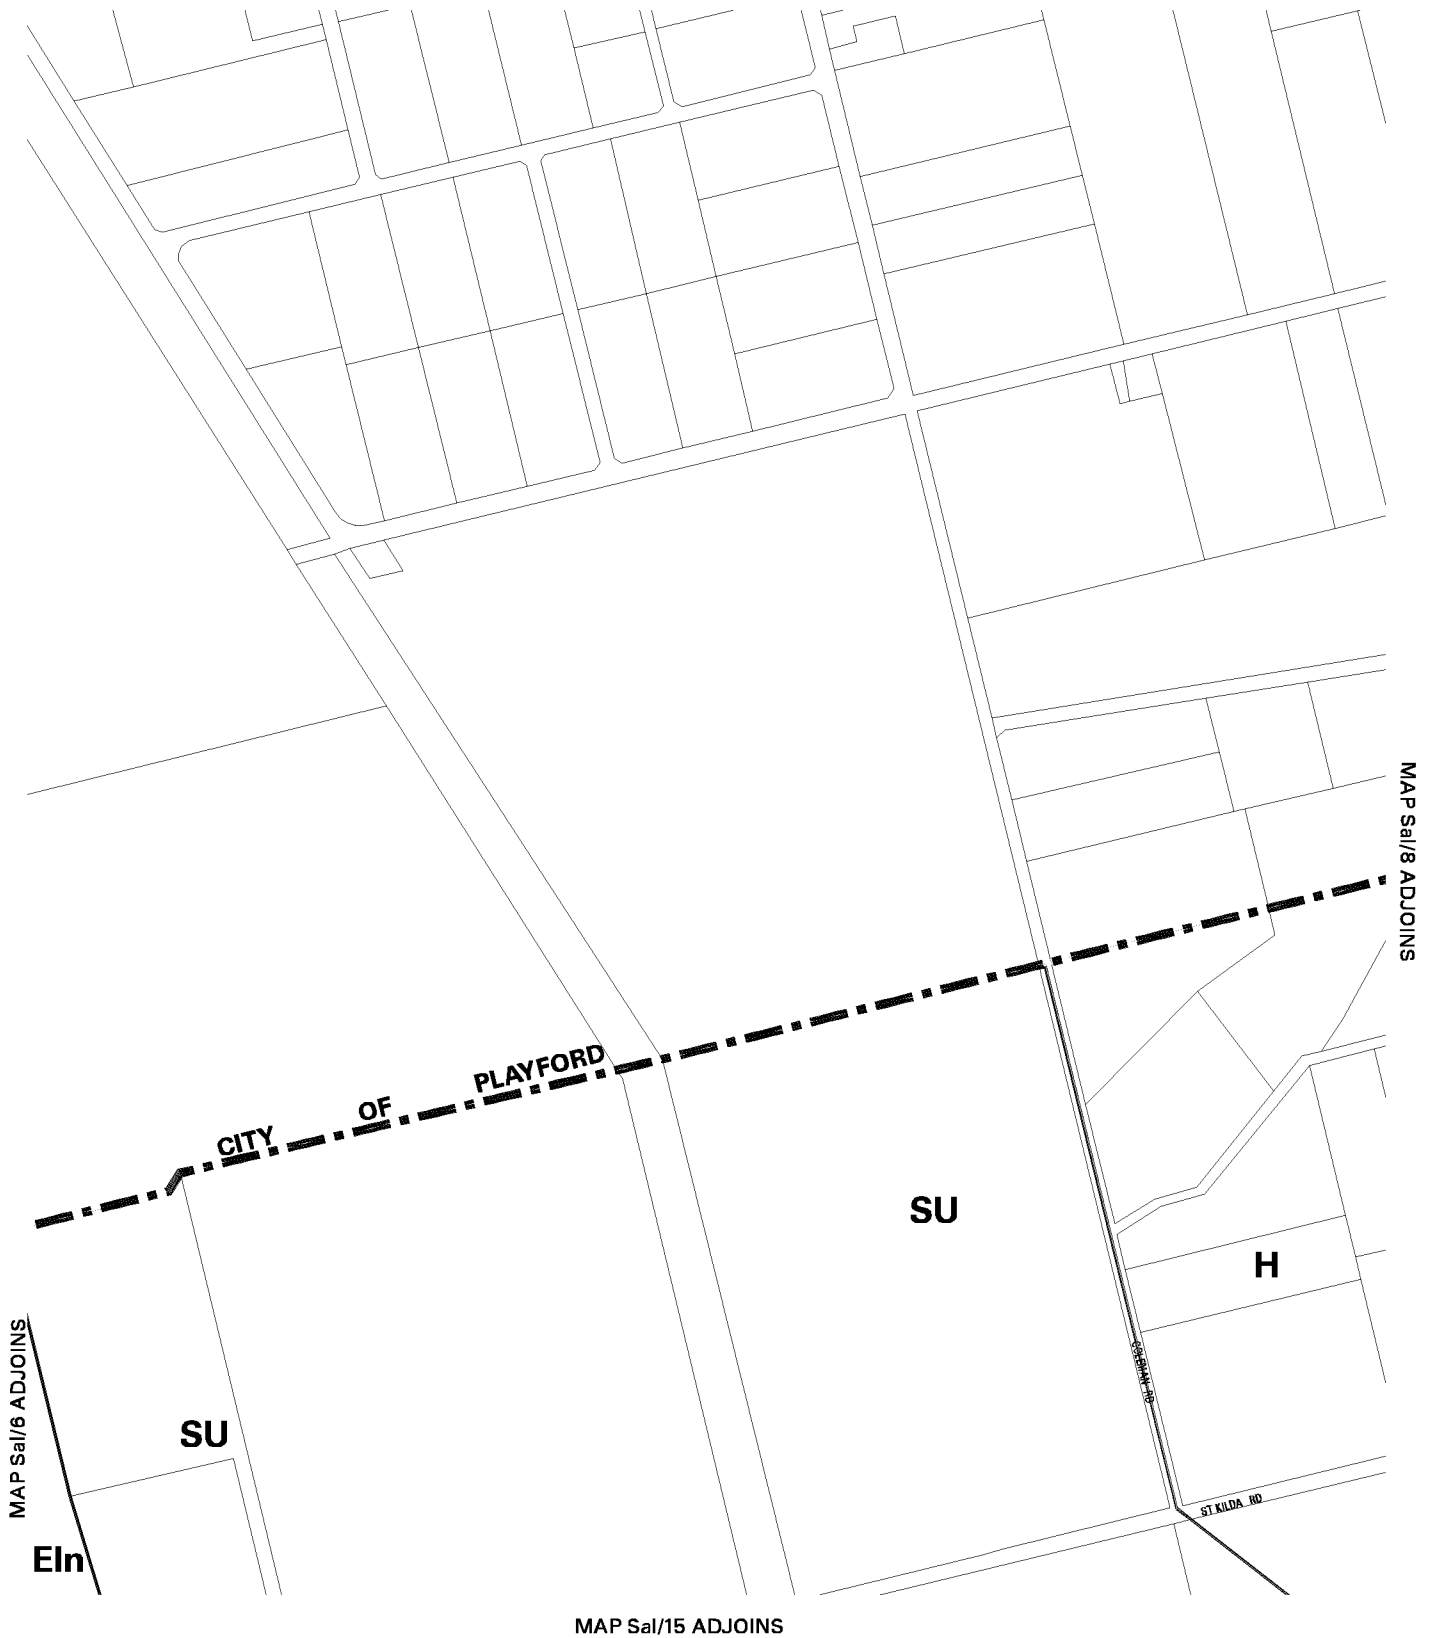 MAP Sal/8 ADJOINS
CITY OF PLAYFORD
SU
H
COLEMAN RD
MAP Sal/6 ADJOINS
SU
ST KILDA RD
EIn
MAP Sal/15 ADJOINS